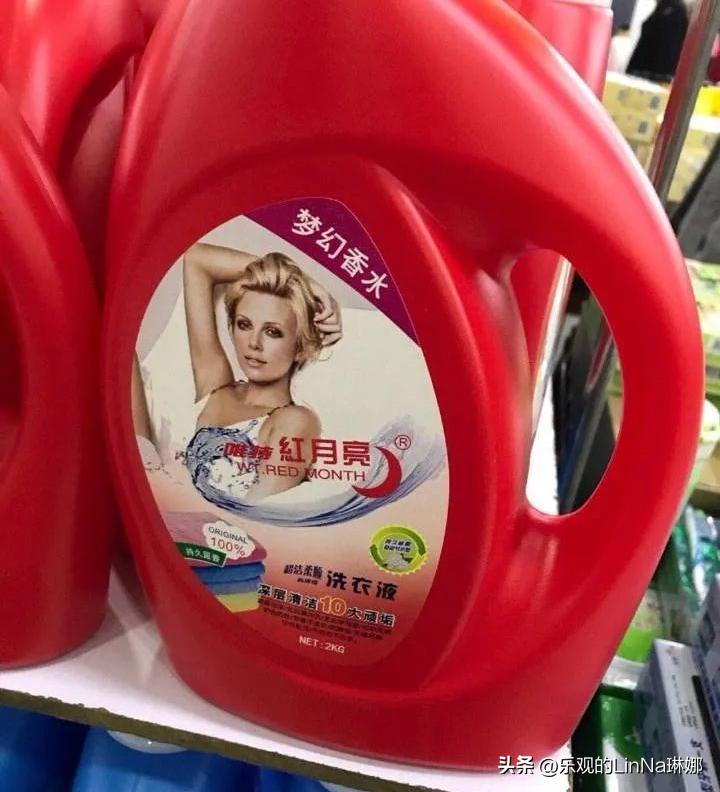 梦幻香水
唯特 紅月亮®
WT.RED MONTH
ORIGINAL
100%
持久留香
超洁柔顺
洗衣液
深层清洁10大顽垢
NET:2KG
头条 @乐观的LinNa琳娜